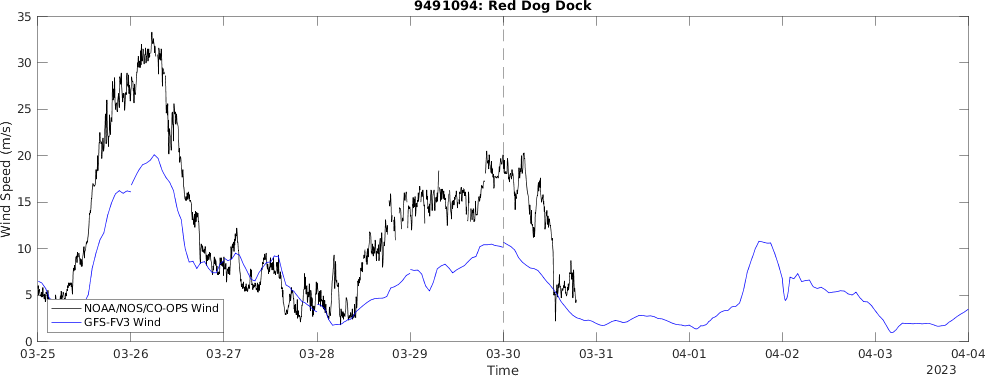 9491094: Red Dog Dock
35
30
25
20
15
10
5
0
Wind Speed (m/s)
NOAA/NOS/CO-OPS Wind
GFS-FV3 Wind
03-25 03-26 03-27 03-28 03-29 03-30 03-31 04-01 04-02 04-03 04-04
Time
2023